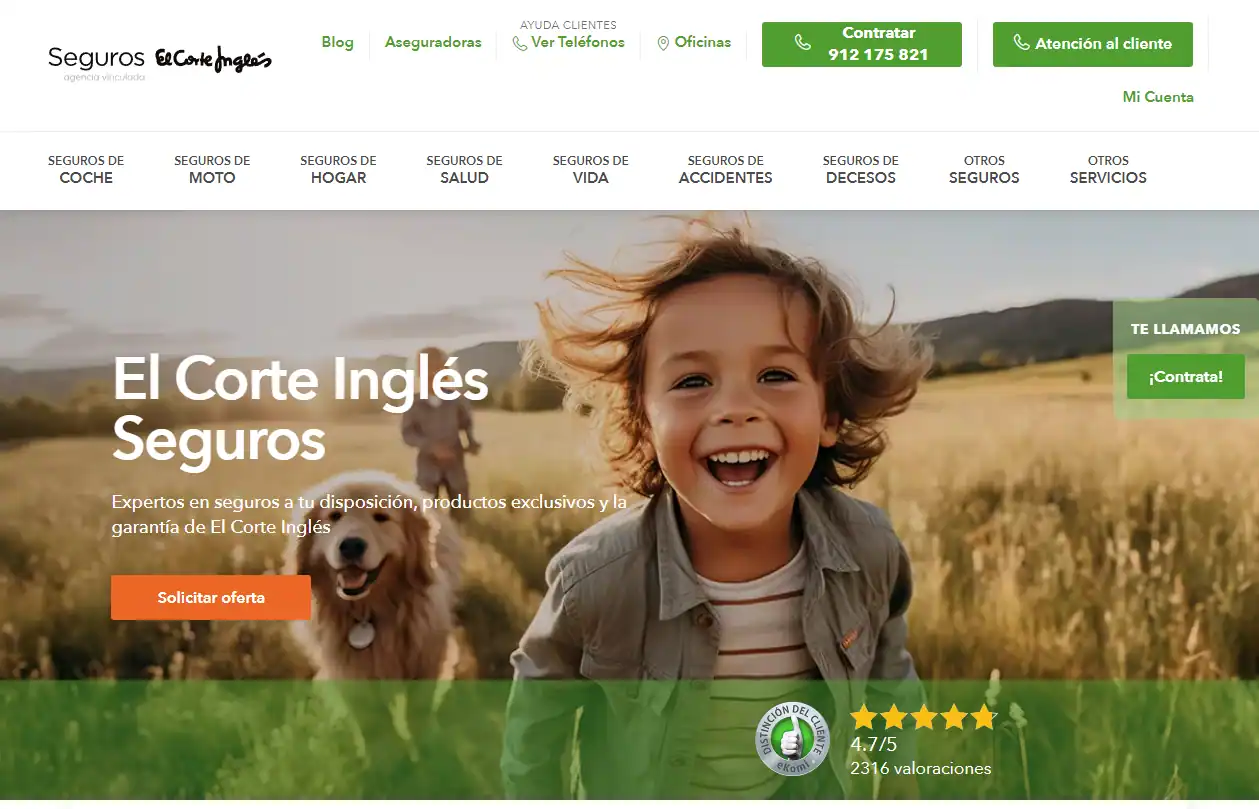 Seguros El Corte Inglés
agencia vinculada
Blog
Aseguradoras
AYUDA CLIENTES
Ver Teléfonos
Oficinas
Contratar
912 175 821
Atención al cliente
Mi Cuenta
SEGUROS DE
COCHE
SEGUROS DE
MOTO
SEGUROS DE
HOGAR
SEGUROS DE
SALUD
SEGUROS DE
VIDA
SEGUROS DE
ACCIDENTES
SEGUROS DE
DECESOS
OTROS
SEGUROS
OTROS
SERVICIOS
TE LLAMAMOS
¡Contrata!
El Corte Inglés
Seguros
Expertos en seguros a tu disposición, productos exclusivos y la
garantía de El Corte Inglés
Solicitar oferta
DISTINCIÓN DEL CLIENTE
eKomi
4.7/5
2316 valoraciones